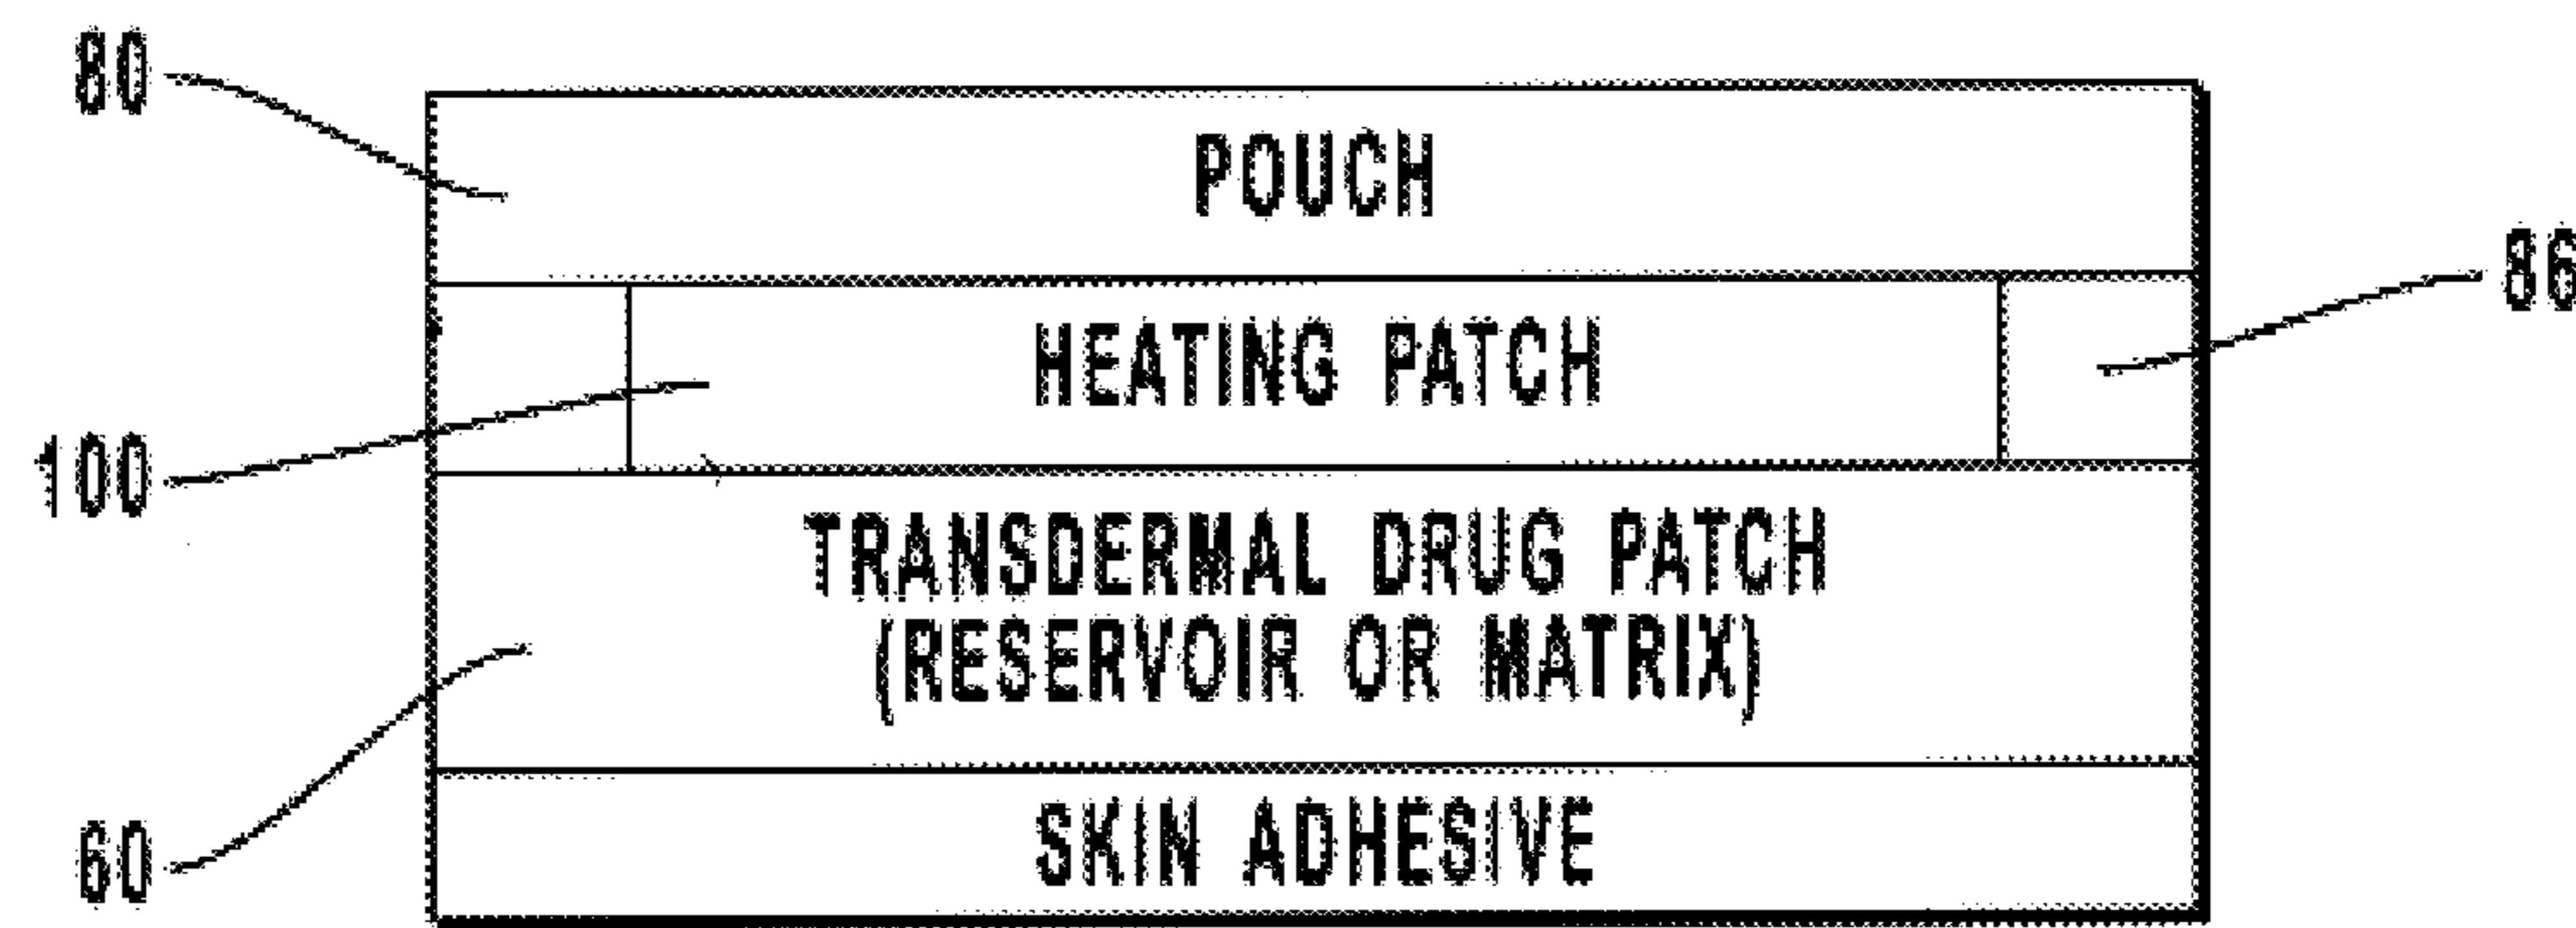 80
POUCH
86
HEATING PATCH
100
TRANSDERMAL DRUG PATCH
(RESERVOIR OR MATRIX)
60
SKIN ADHESIVE